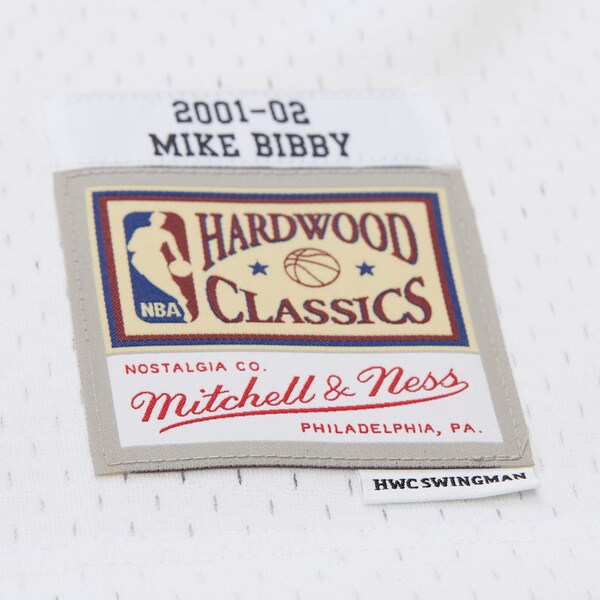 2001-02
MIKE BIBBY
HARDWOOD
NBA
CLASSICS
NOSTALGIA CO.
Mitchell & Ness
PHILADELPHIA, PA.
HWC SWINGMAN